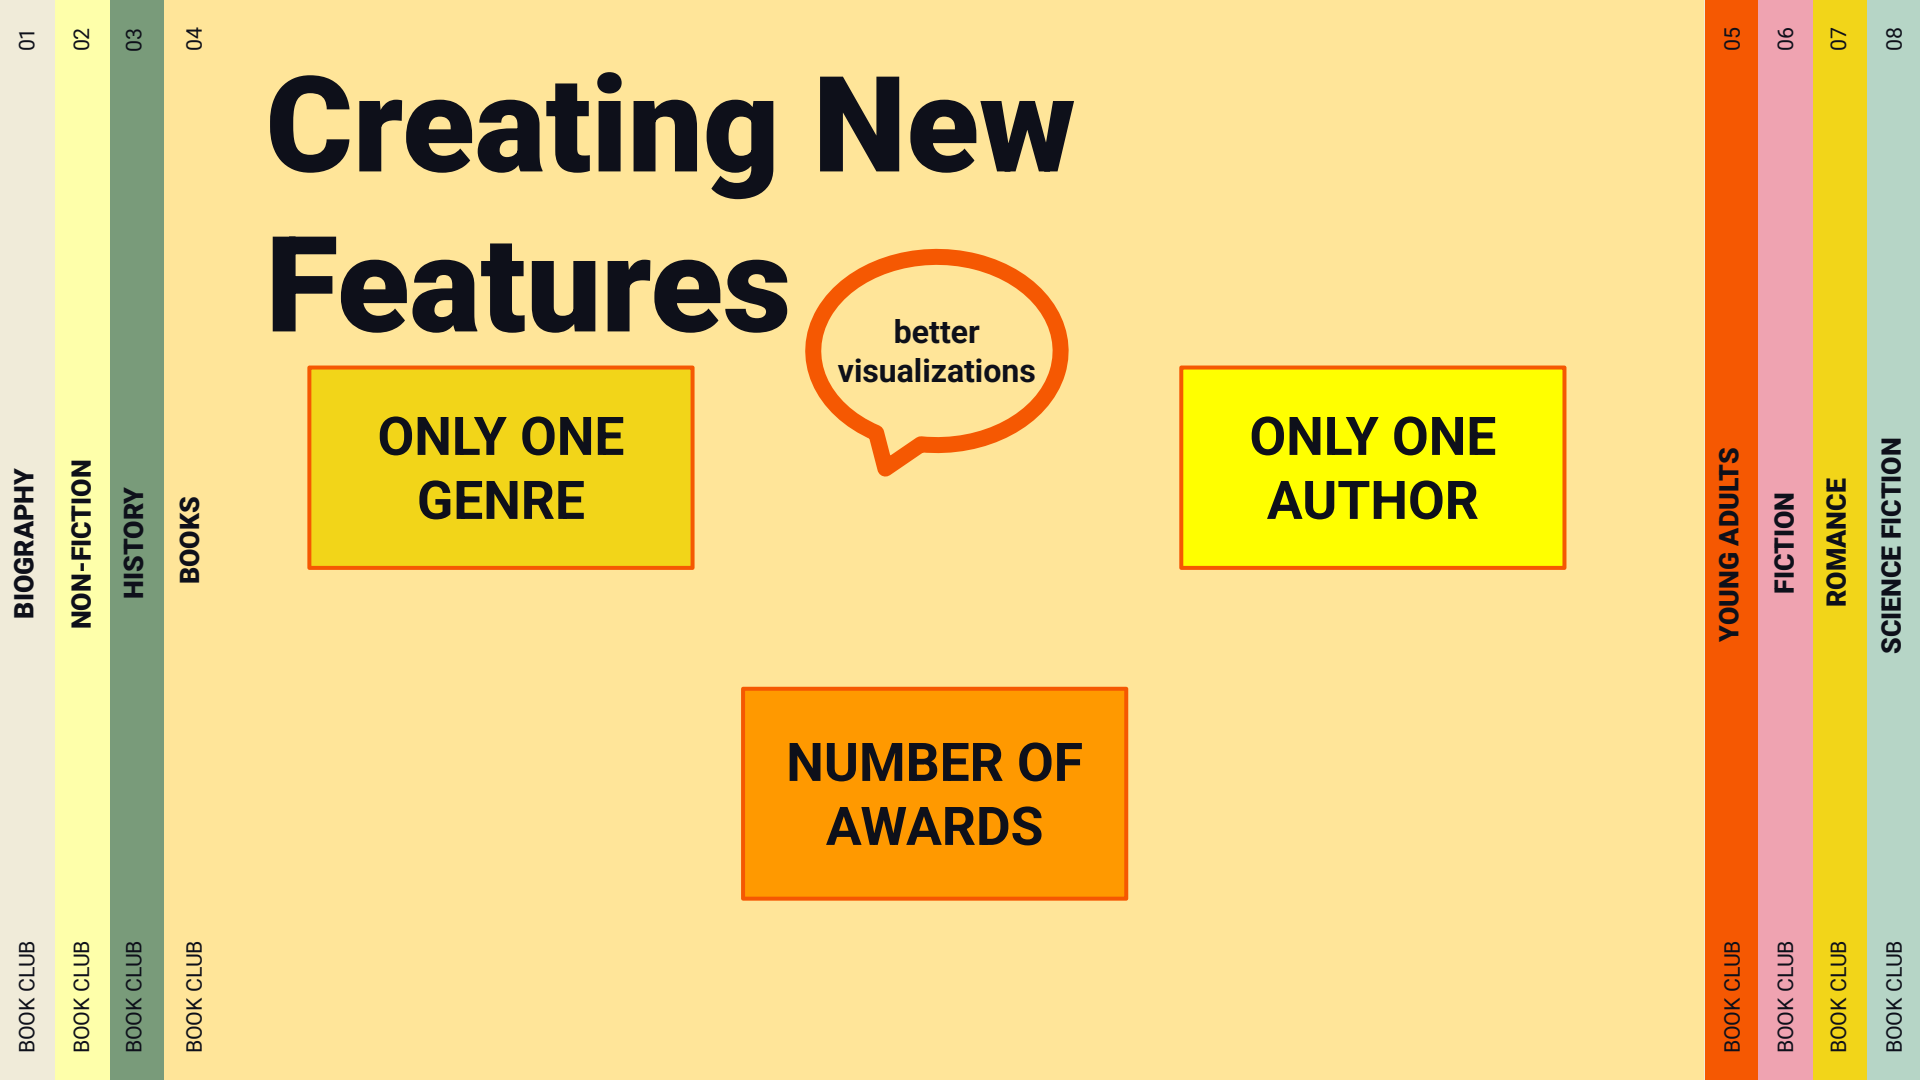 01
BIOGRAPHY
BOOK CLUB
02
NON-FICTION
BOOK CLUB
03
HISTORY
BOOK CLUB
04
BOOKS
BOOK CLUB
Creating New
Features
better
visualizations
ONLY ONE
GENRE
ONLY ONE
AUTHOR
NUMBER OF
AWARDS
05
YOUNG ADULTS
BOOK CLUB
06
FICTION
BOOK CLUB
07
ROMANCE
BOOK CLUB
08
SCIENCE FICTION
BOOK CLUB